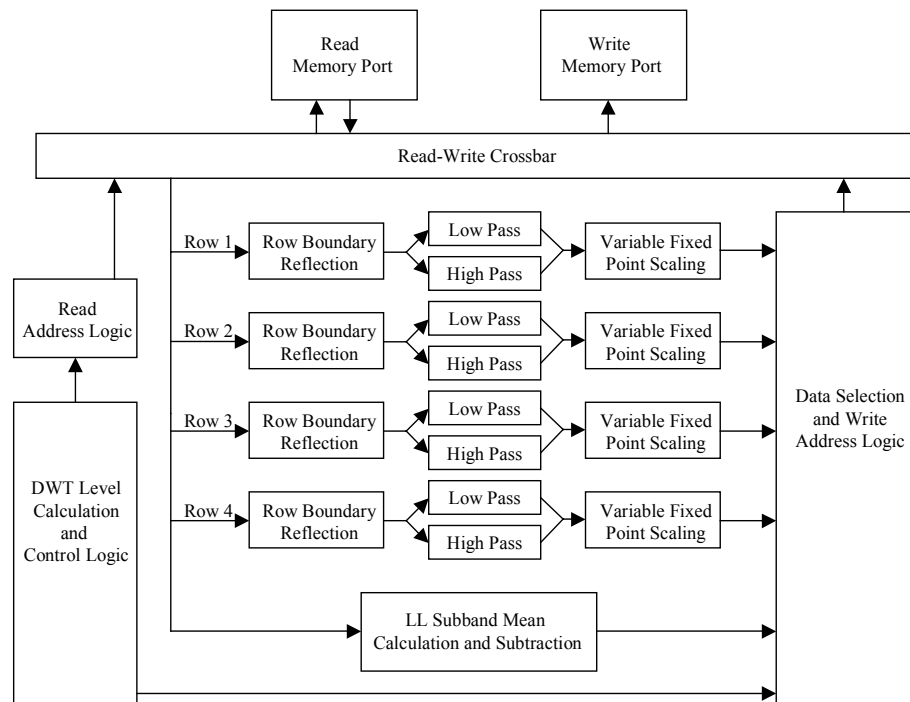 Read
Memory Port
Write
Memory Port
Read-Write Crossbar
Row 1
Row Boundary
Reflection
Low Pass
High Pass
Variable Fixed
Point Scaling
Read
Address Logic
Row 2
Row Boundary
Reflection
Low Pass
High Pass
Variable Fixed
Point Scaling
Row 3
Row Boundary
Reflection
Low Pass
High Pass
Variable Fixed
Point Scaling
Data Selection
and Write
Address Logic
DWT Level
Calculation
and
Control Logic
Row 4
Row Boundary
Reflection
Low Pass
High Pass
Variable Fixed
Point Scaling
LL Subband Mean
Calculation and Subtraction